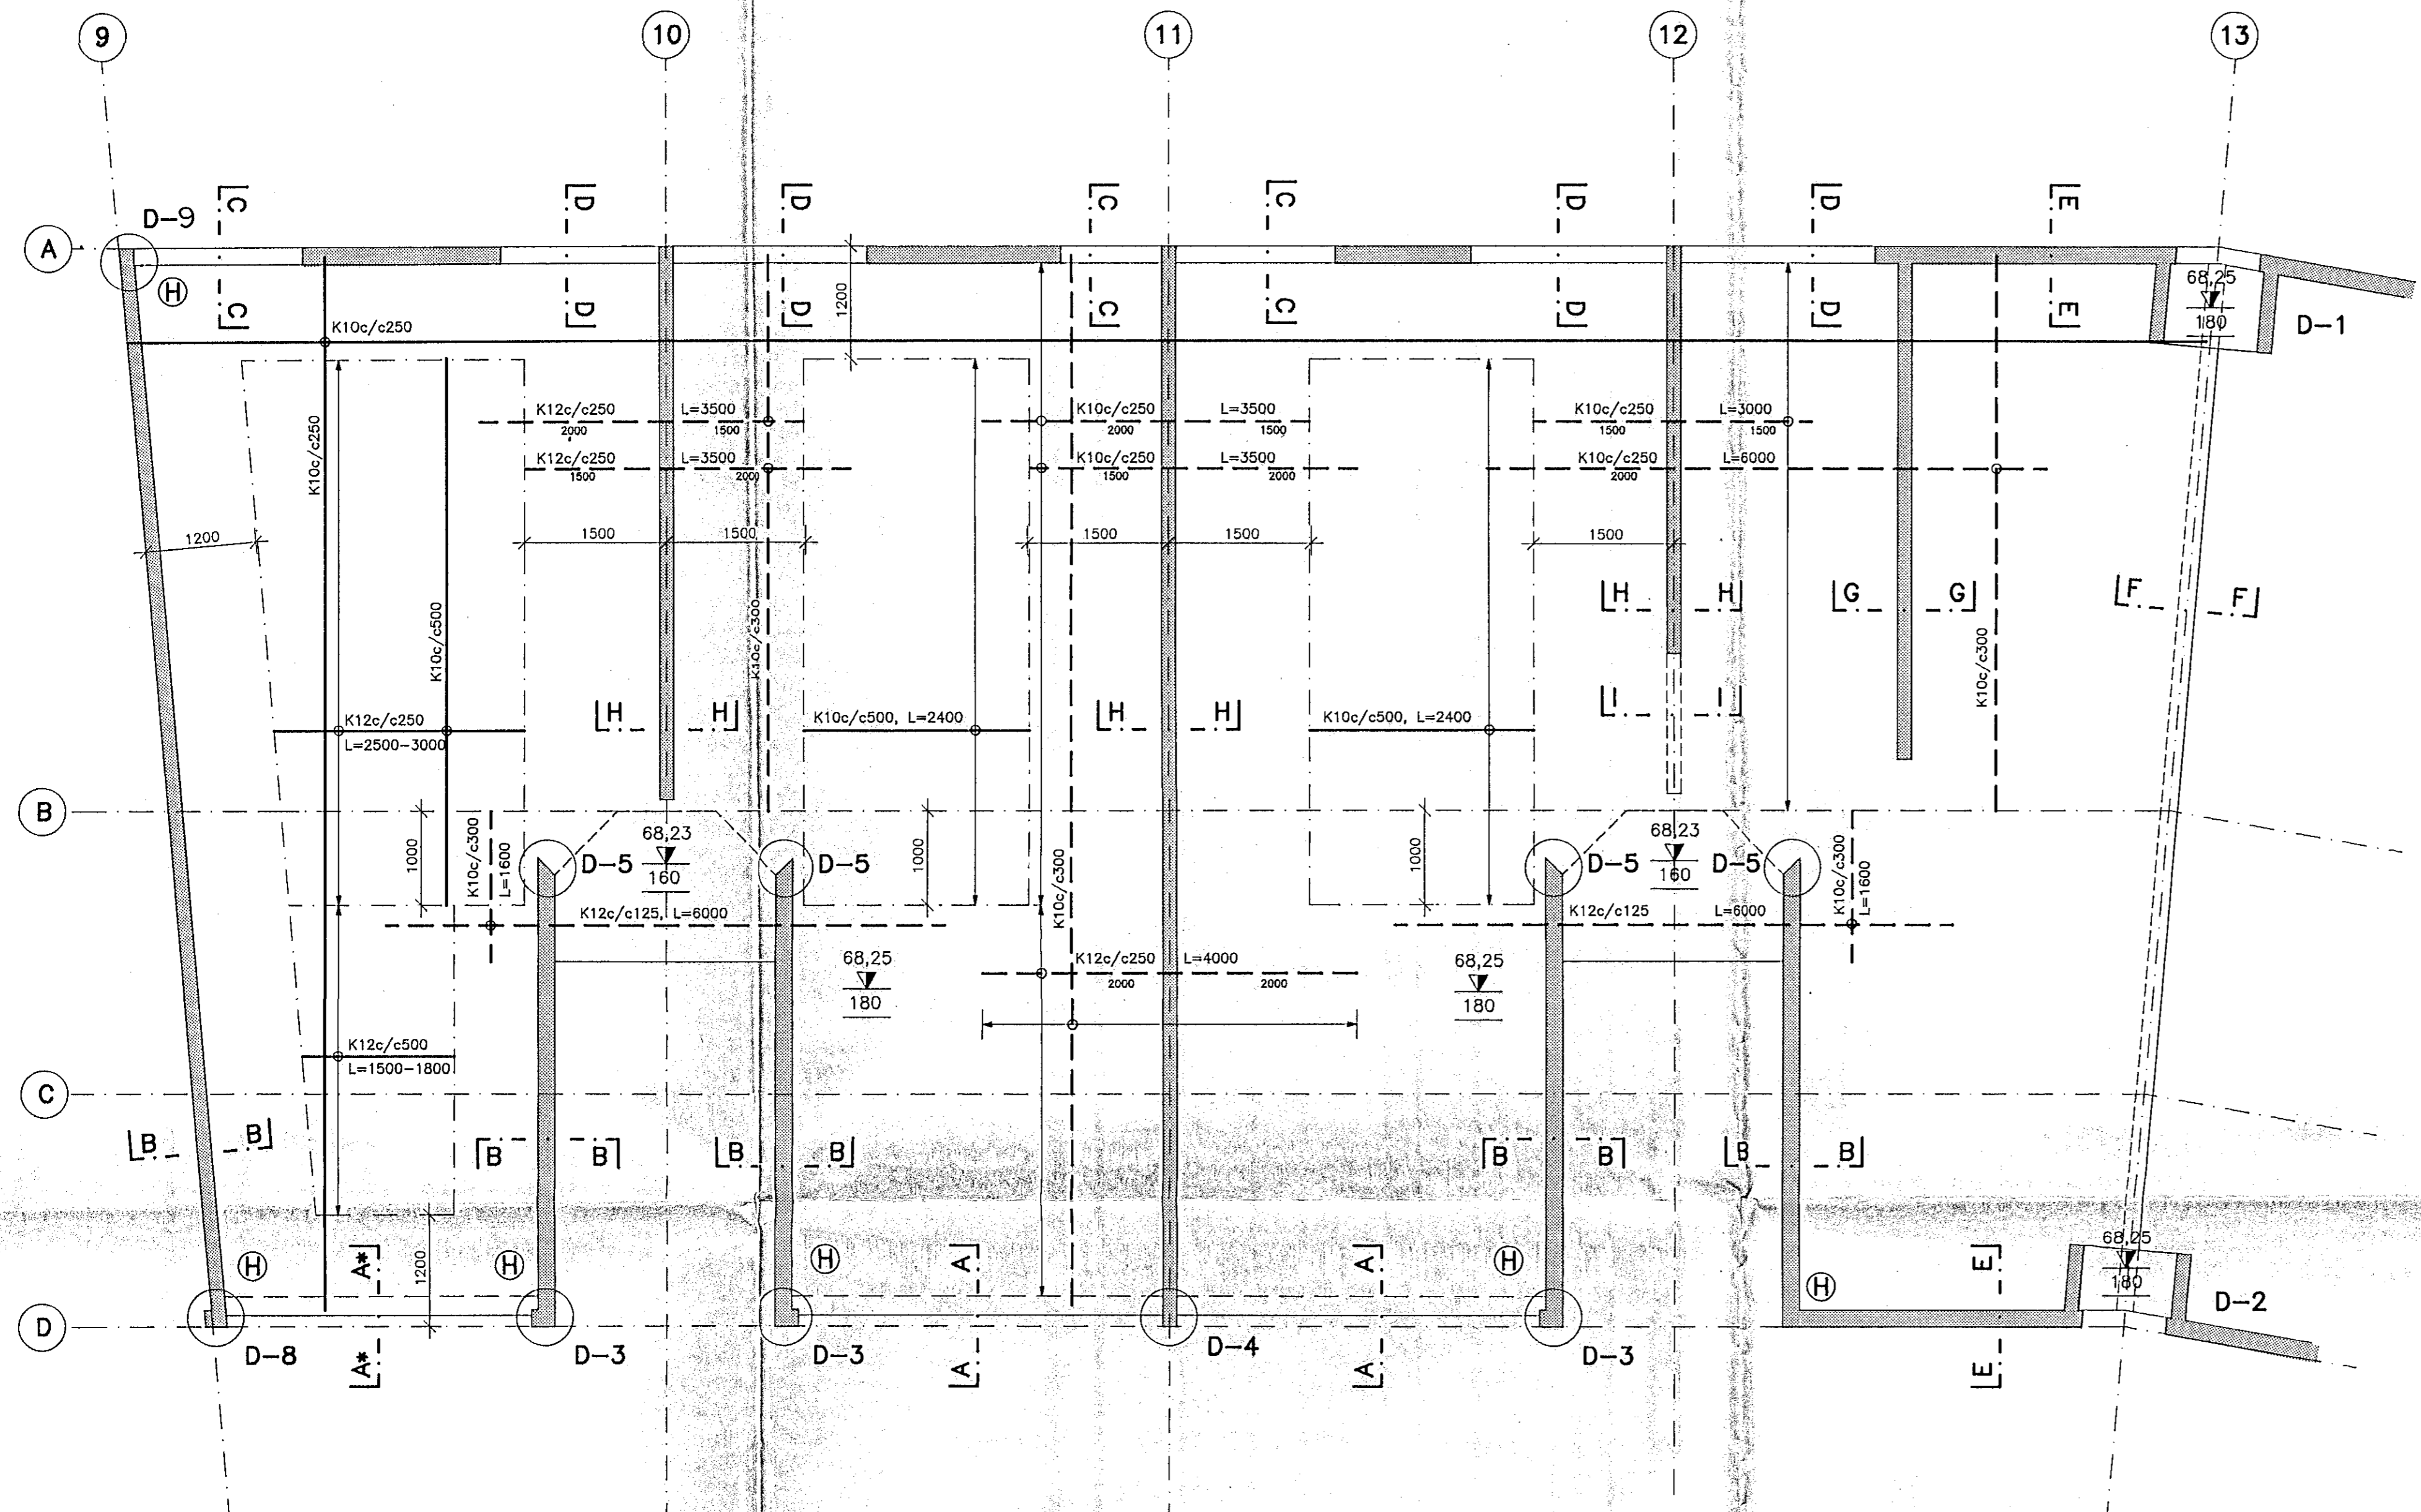 9 10 11 12 13
C D D C C D D E
D-9
A
68,25
180
D-1
H
C D D C C D D E
1200
K10c/c250
K10c/c250
K12c/c250 L=3500
2000 1500
K10c/c250 L=3500
2000 1500
K10c/c250 L=3000
1500 1500
K12c/c250 L=3500
1500 2000
K10c/c250 L=3500
1500 2000
K10c/c250 L=6000
2000
1200
1500 1500 1500 1500 1500
K10c/c500
K10c/c300
K10c/c300
H H G G F F
K12c/c250
L=2500-3000
H H
K10c/c500, L=2400
H H
K10c/c500, L=2400
I I
B
1000
K10c/c300
L=1600
68,23
160
D-5
D-5
1000
K10c/c300
1000
D-5
68,23
160
D-5
K10c/c300
L=1600
K12c/c125, L=6000
K12c/c125 L=6000
68,25
180
K12c/c250 L=4000
2000 2000
68,25
180
K12c/c500
L=1500-1800
C
B B B B B B B B B B
H A* 1200 H H A A H E H
68,25
180
D-2
D
D-8
A*
D-3
D-3
A
D-4
A
D-3
E